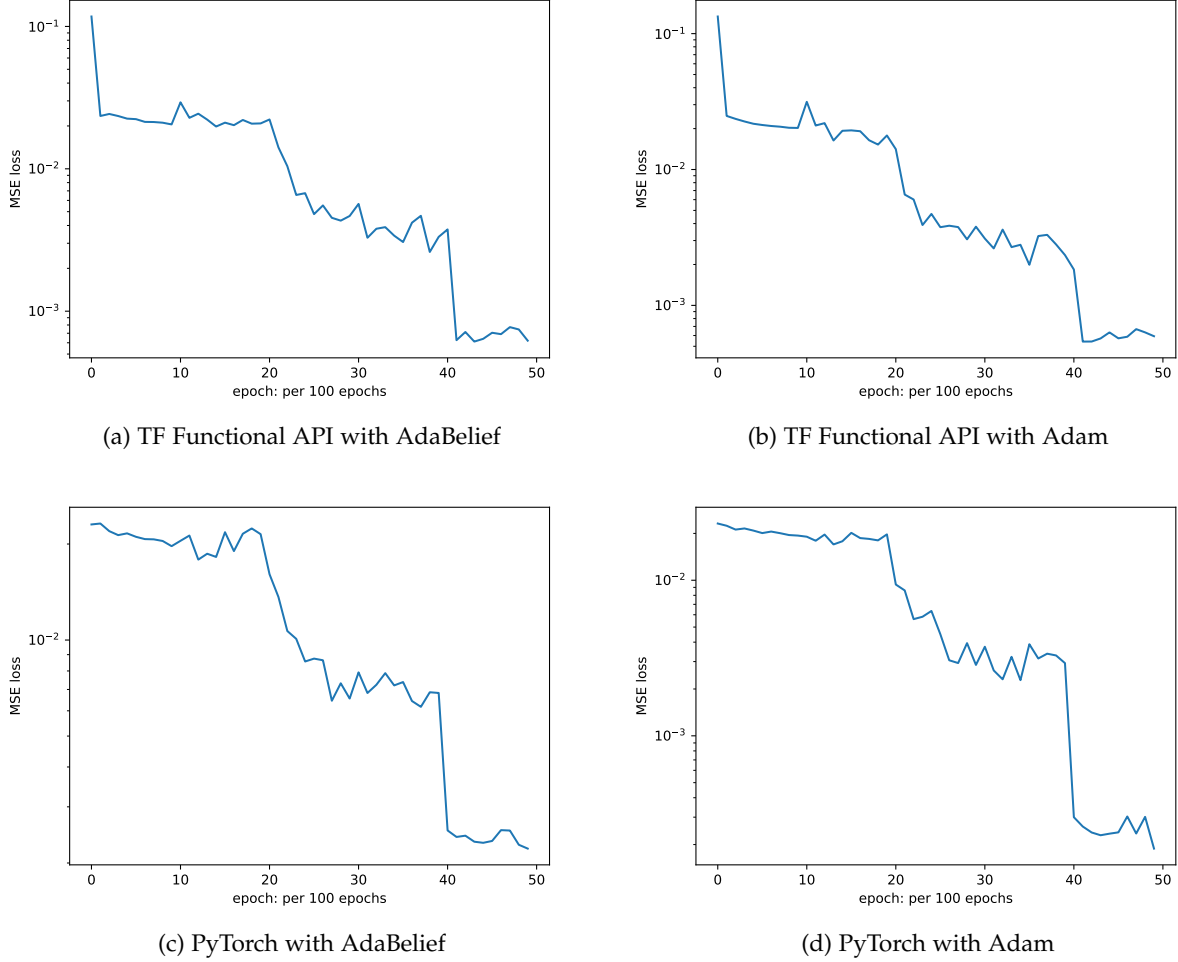 10⁻¹
10⁻²
10⁻³
MSE loss
0 10 20 30 40 50
epoch: per 100 epochs
(a) TF Functional API with AdaBelief
10⁻¹
10⁻²
10⁻³
MSE loss
0 10 20 30 40 50
epoch: per 100 epochs
(b) TF Functional API with Adam
10⁻²
MSE loss
0 10 20 30 40 50
epoch: per 100 epochs
(c) PyTorch with AdaBelief
10⁻²
10⁻³
MSE loss
0 10 20 30 40 50
epoch: per 100 epochs
(d) PyTorch with Adam